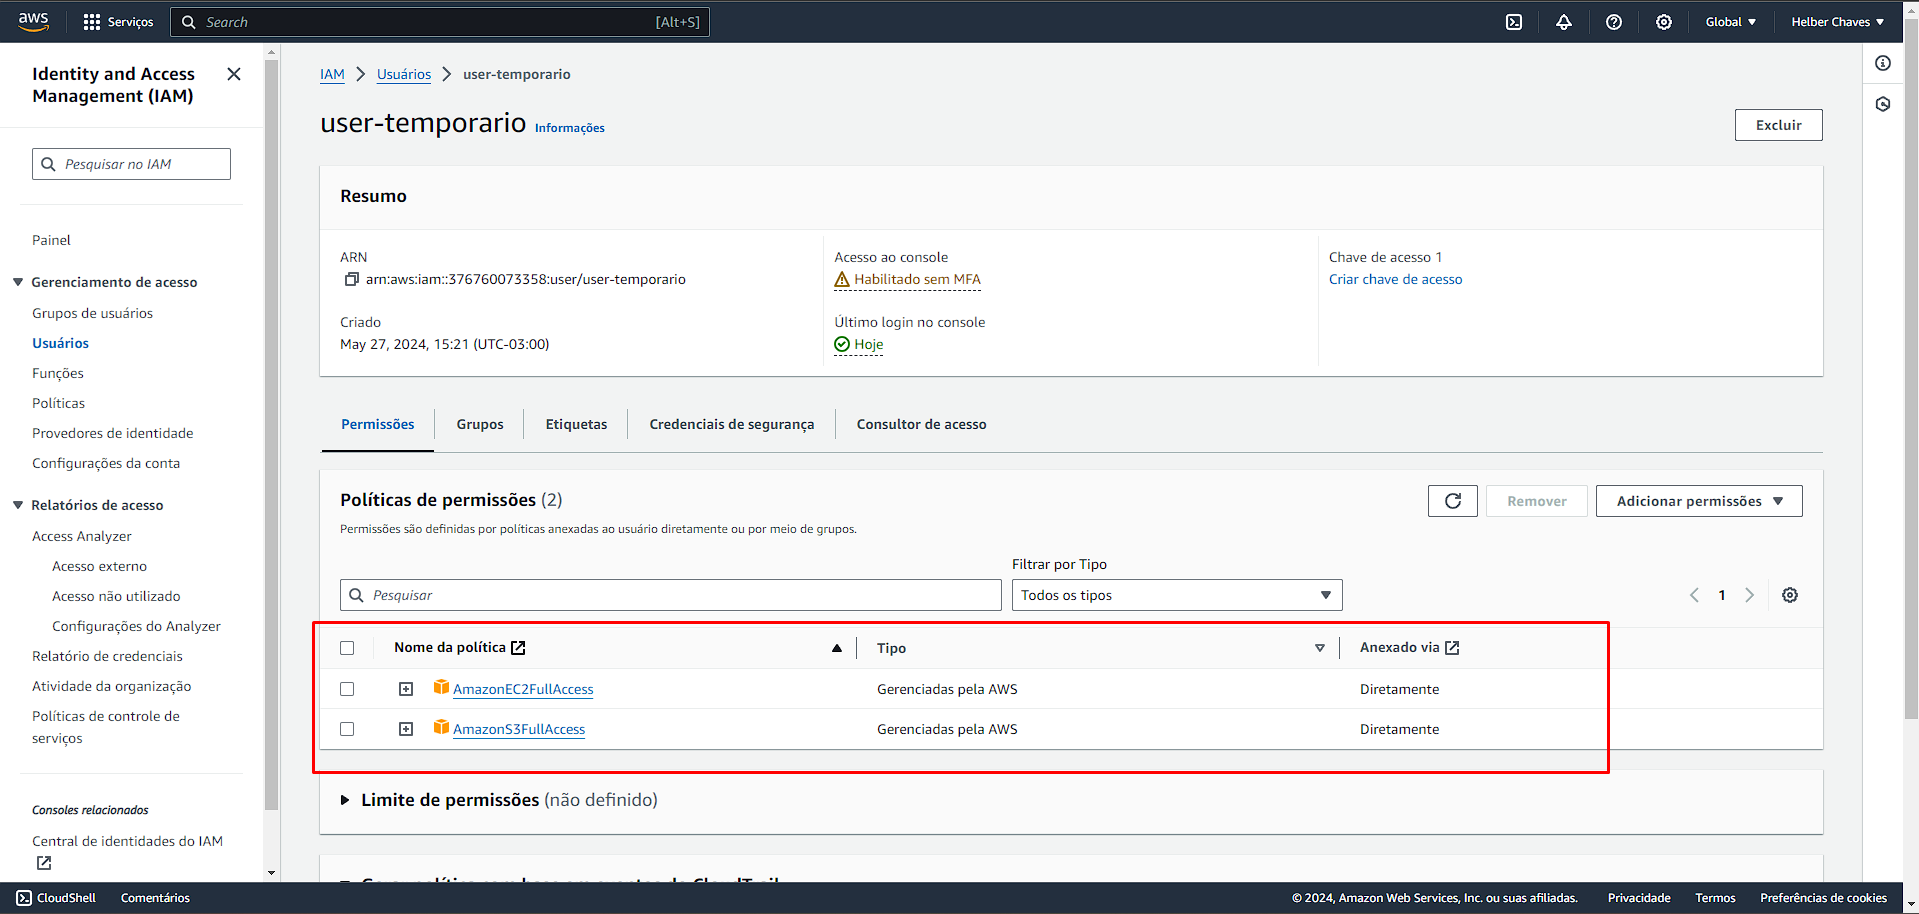 aws
Serviços
Search
[Alt+S]
Global
Helber Chaves
Identity and Access
Management (IAM)
Pesquisar no IAM
Painel
Gerenciamento de acesso
Grupos de usuários
Usuários
Funções
Políticas
Provedores de identidade
Configurações da conta
Relatórios de acesso
Access Analyzer
Acesso externo
Acesso não utilizado
Configurações do Analyzer
Relatório de credenciais
Atividade da organização
Políticas de controle de
serviços
Consoles relacionados
Central de identidades do IAM
IAM
Usuários
user-temporario
user-temporario
Informações
Excluir
Resumo
ARN
arn:aws:iam::376760073358:user/user-temporario
Criado
May 27, 2024, 15:21 (UTC-03:00)
Acesso ao console
Habilitado sem MFA
Último login no console
Hoje
Chave de acesso 1
Criar chave de acesso
Permissões
Grupos
Etiquetas
Credenciais de segurança
Consultor de acesso
Políticas de permissões (2)
Permissões são definidas por políticas anexadas ao usuário diretamente ou por meio de grupos.
Remover
Adicionar permissões
Filtrar por Tipo
Pesquisar
Todos os tipos
1
Nome da política
Tipo
Anexado via
AmazonEC2FullAccess
Gerenciadas pela AWS
Diretamente
AmazonS3FullAccess
Gerenciadas pela AWS
Diretamente
Limite de permissões (não definido)
CloudShell
Comentários
© 2024, Amazon Web Services, Inc. ou suas afiliadas.
Privacidade
Termos
Preferências de cookies